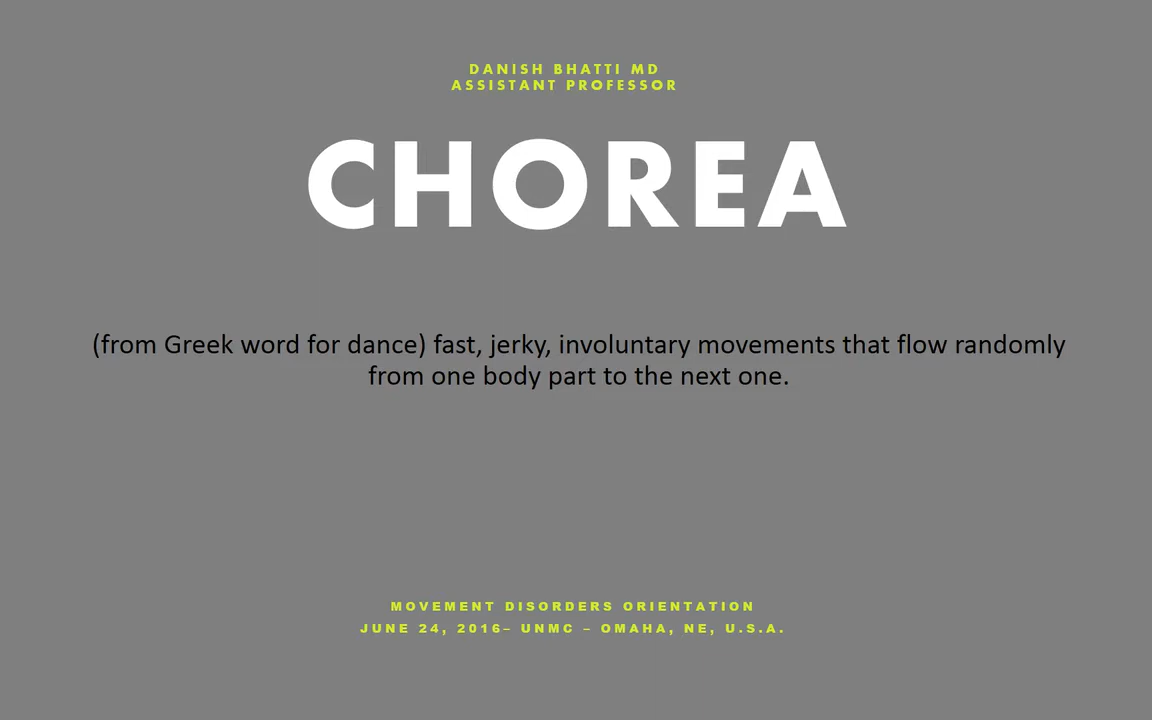 DANISH BHATTI MD
ASSISTANT PROFESSOR
CHOREA
(from Greek word for dance) fast, jerky, involuntary movements that flow randomly
from one body part to the next one.
MOVEMENT DISORDERS ORIENTATION
JUNE 24, 2016– UNMC – OMAHA, NE, U.S.A.